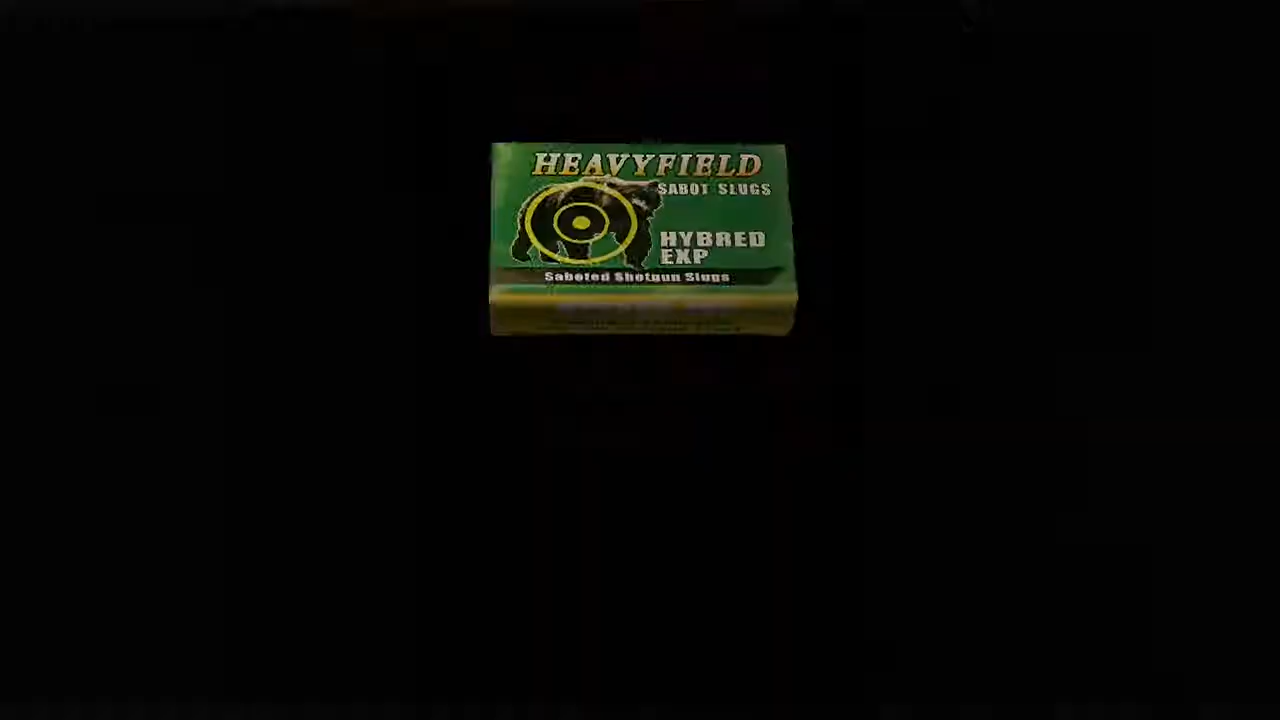 HEAVYFIELD
SABOT SLUGS
HYBRED
EXP
Saboted Shotgun Slugs